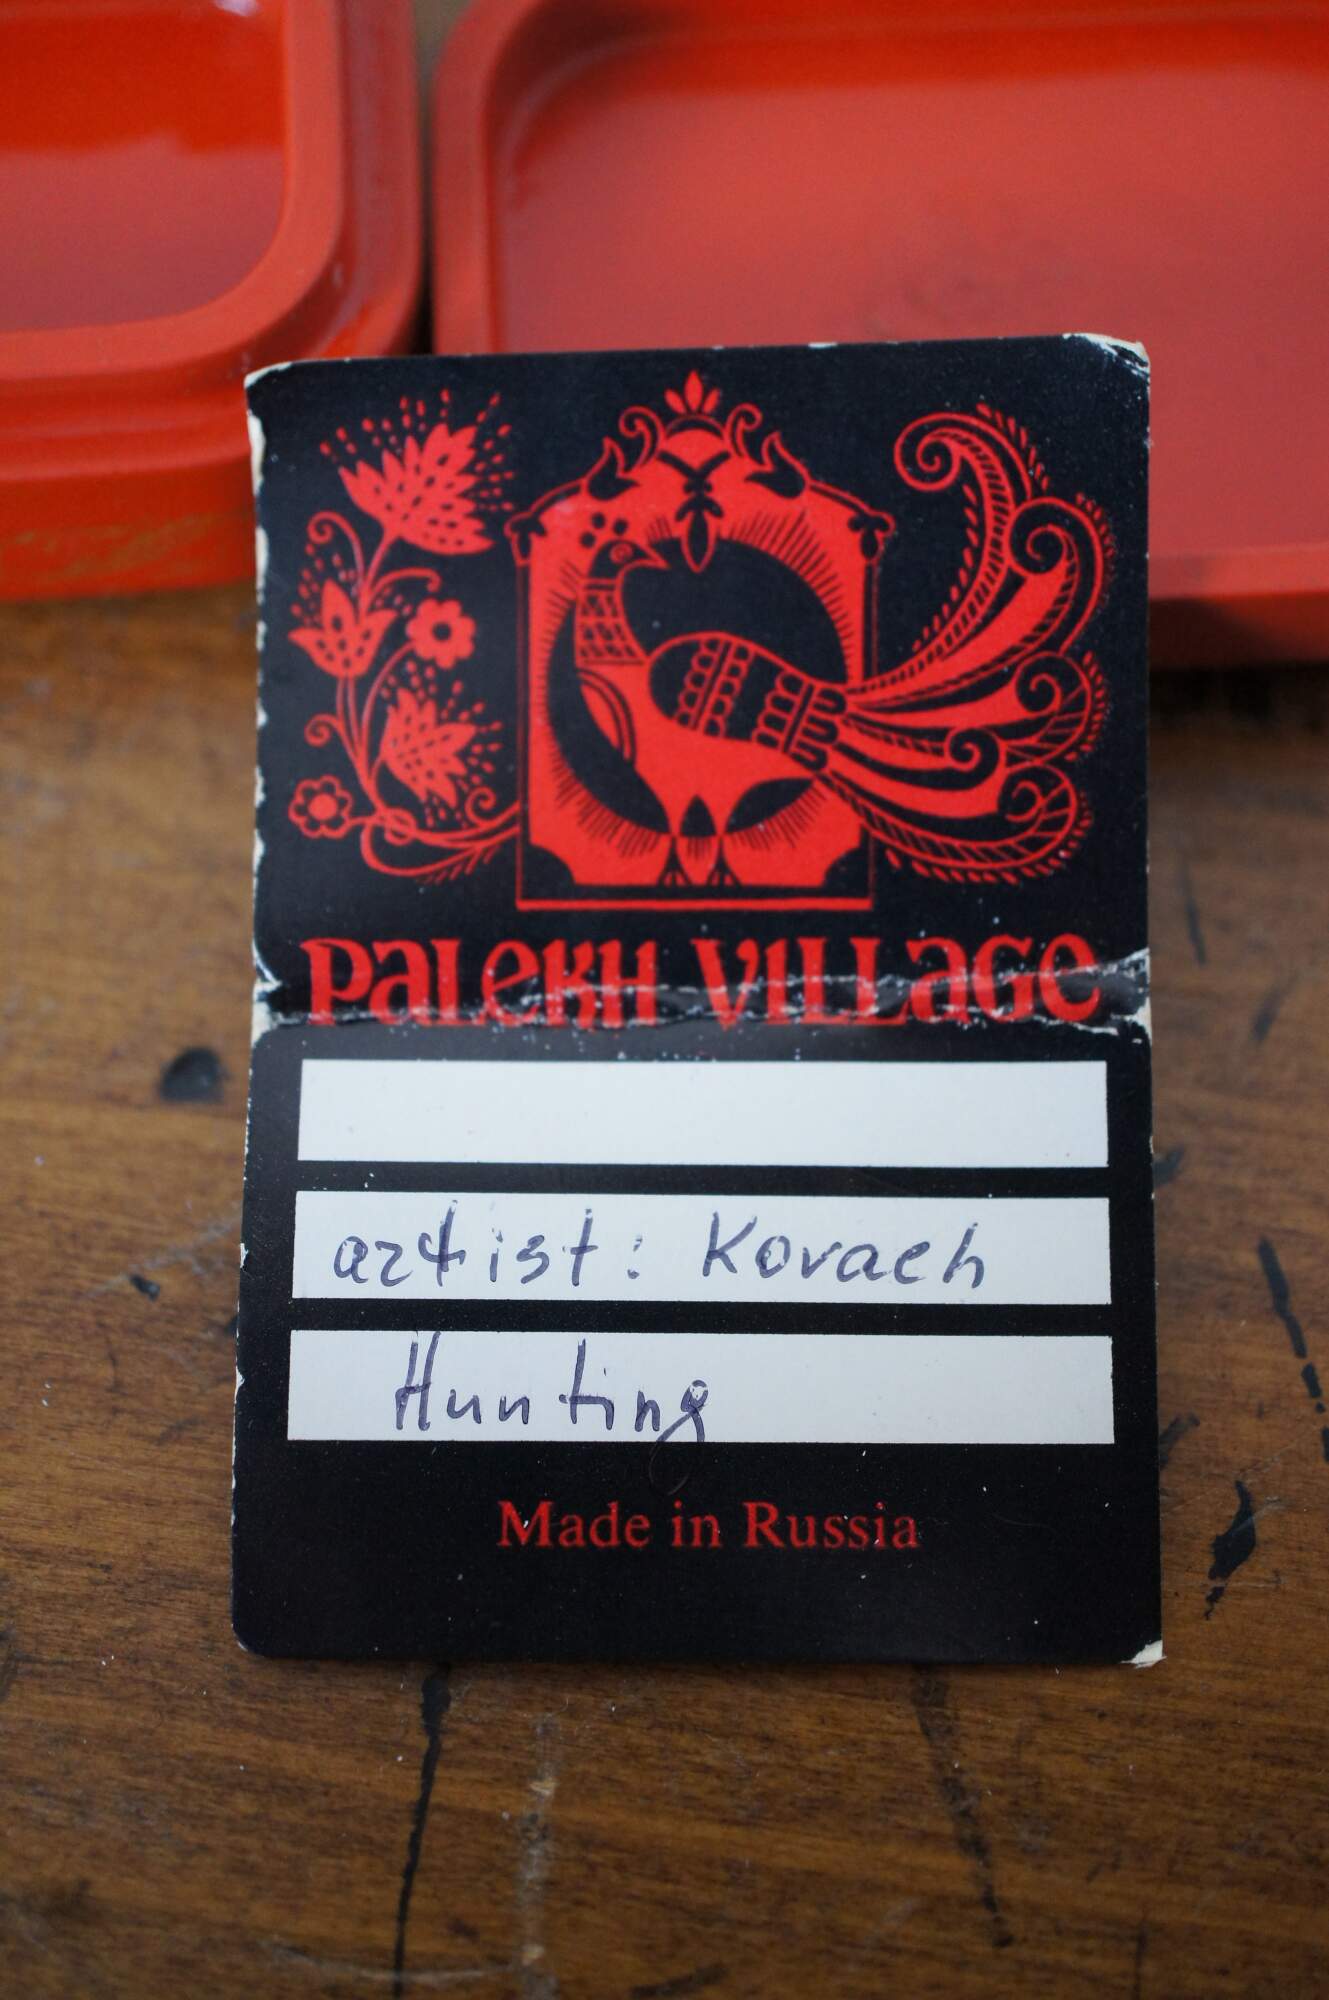 PALEKH VILLAGE
artist: Kovach
Hunting
Made in Russia